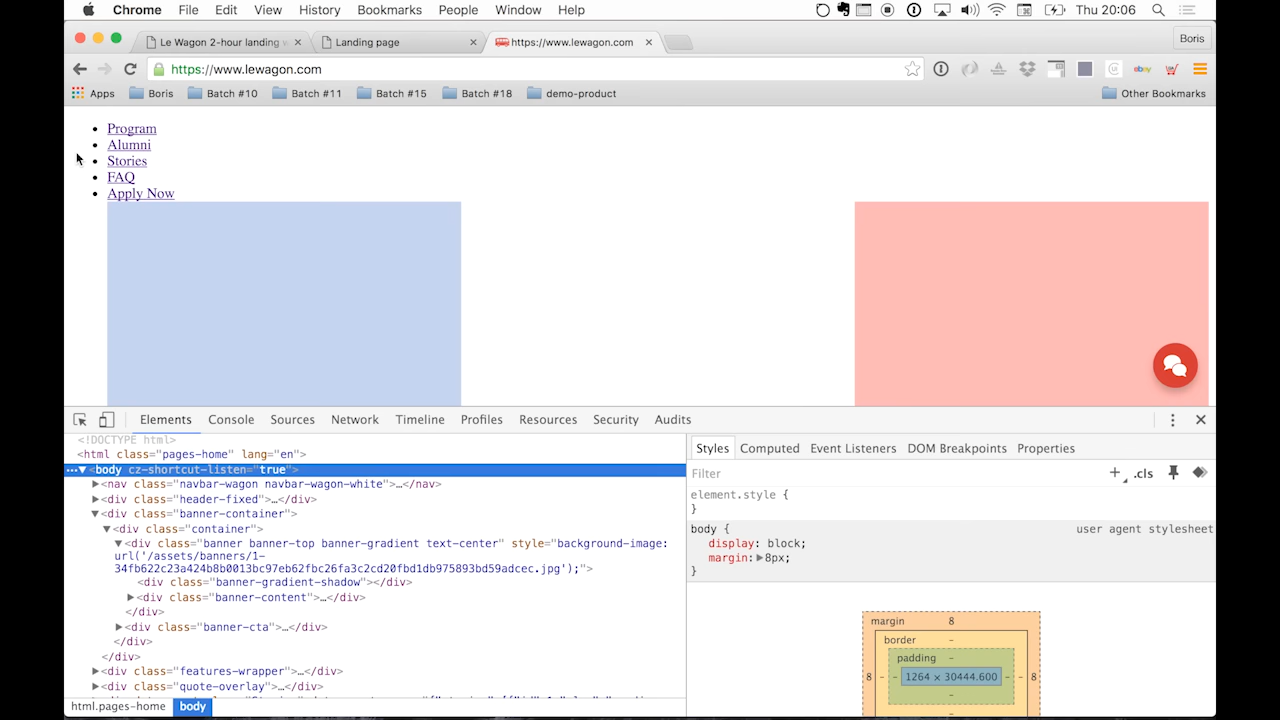 Chrome File Edit View History Bookmarks People Window Help Thu 20:06
Le Wagon 2-hour landing w Landing page https://www.lewagon.com Boris
https://www.lewagon.com
Apps Boris Batch #10 Batch #11 Batch #15 Batch #18 demo-product Other Bookmarks
Program
Alumni
Stories
FAQ
Apply Now
Elements Console Sources Network Timeline Profiles Resources Security Audits
<!DOCTYPE html>
<html class="pages-home" lang="en">
…▼<body cz-shortcut-listen="true">
▶<nav class="navbar-wagon navbar-wagon-white">…</nav>
▶<div class="header-fixed">…</div>
▼<div class="banner-container">
▼<div class="container">
▼<div class="banner banner-top banner-gradient text-center" style="background-image:
url('/assets/banners/1-
34fb622c23a424b8b0013bc97eb62fbc26fa3c2cd20fbd1db975893bd59adcec.jpg');">
<div class="banner-gradient-shadow"></div>
▶<div class="banner-content">…</div>
</div>
▶<div class="banner-cta">…</div>
</div>
</div>
▶<div class="features-wrapper">…</div>
▶<div class="quote-overlay">…</div>
html.pages-home body
Styles Computed Event Listeners DOM Breakpoints Properties
Filter + .cls
element.style {
}
body { user agent stylesheet
display: block;
margin:▶8px;
}
margin 8
border -
padding -
8 - - 1264 × 30444.600 - - 8
-
-